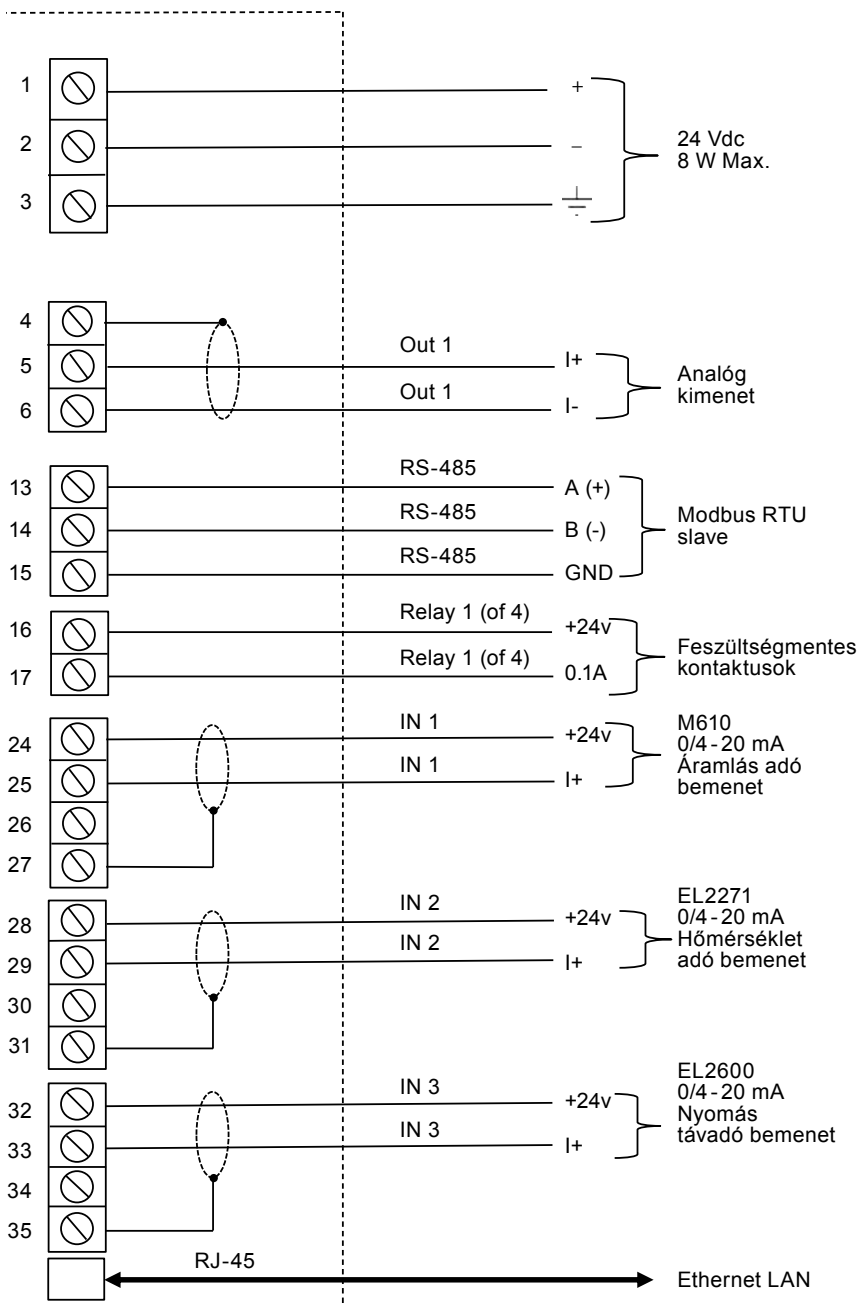 1
+
2
−
24 Vdc
8 W Max.
3
4
5
Out 1
I+
6
Out 1
I-
Analóg
kimenet
13
RS-485
A (+)
14
RS-485
B (-)
15
RS-485
GND
Modbus RTU
slave
16
Relay 1 (of 4)
+24v
17
Relay 1 (of 4)
0.1A
Feszültségmentes
kontaktusok
24
IN 1
+24v
25
IN 1
I+
26
27
M610
0/4-20 mA
Áramlás adó
bemenet
28
IN 2
+24v
29
IN 2
I+
30
31
EL2271
0/4-20 mA
Hőmérséklet
adó bemenet
32
IN 3
+24v
33
IN 3
I+
34
35
EL2600
0/4-20 mA
Nyomás
távadó bemenet
RJ-45
Ethernet LAN